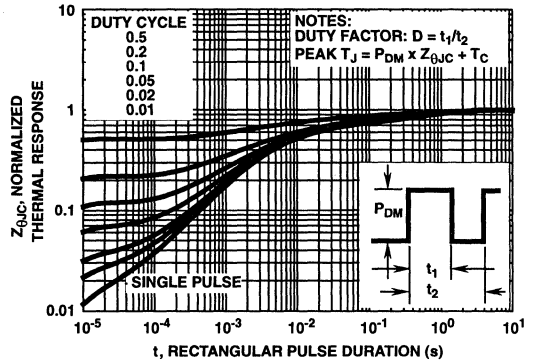 DUTY CYCLE
0.5
0.2
0.1
0.05
0.02
0.01
NOTES:
DUTY FACTOR: D = t1/t2
PEAK TJ = PDM x ZθJC + TC
10
1
0.1
0.01
ZθJC, NORMALIZED
THERMAL RESPONSE
SINGLE PULSE
PDM
t1
t2
10-5
10-4
10-3
10-2
10-1
100
101
t, RECTANGULAR PULSE DURATION (s)